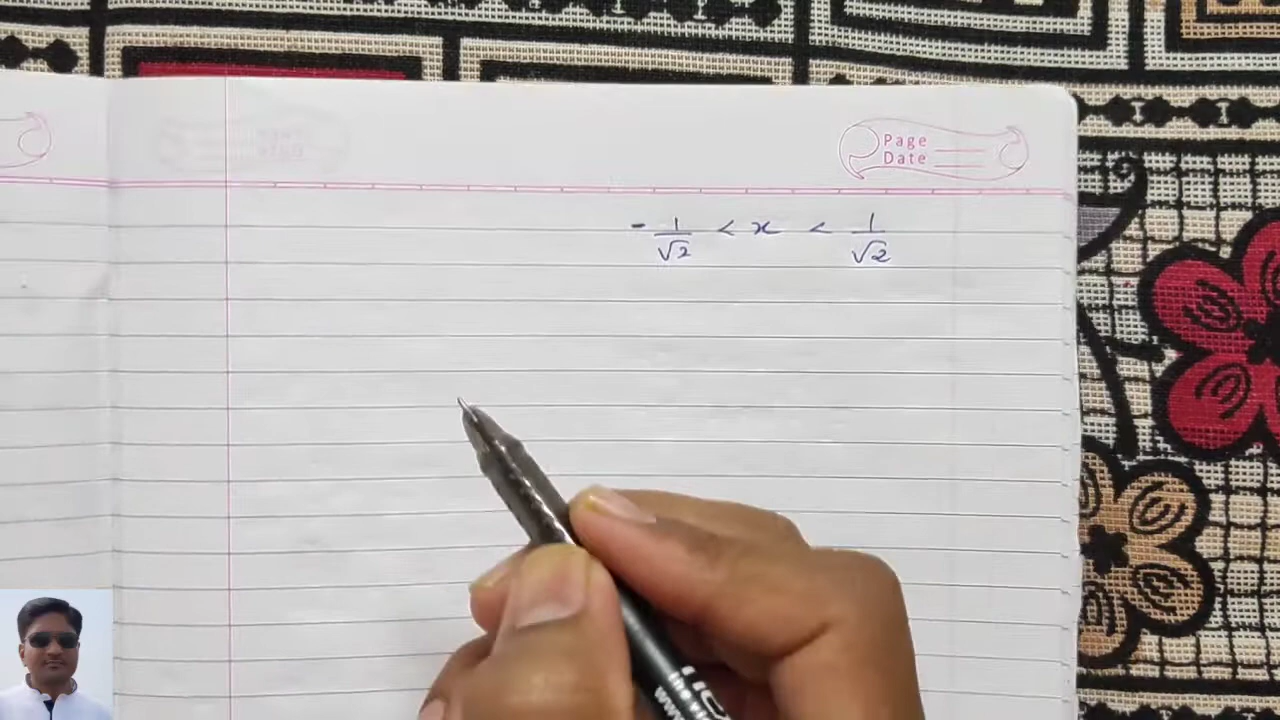 Page
Date
- 1/√2 < x < 1/√2